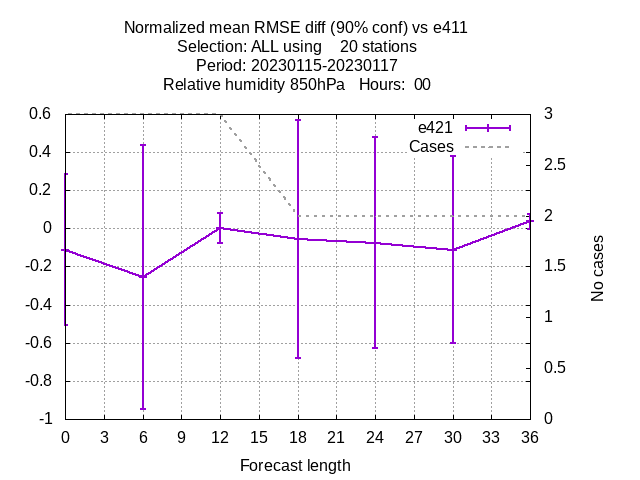 Normalized mean RMSE diff (90% conf) vs e411
Selection: ALL using    20 stations
Period: 20230115-20230117
Relative humidity 850hPa   Hours:  00
0.6
0.4
0.2
0
-0.2
-0.4
-0.6
-0.8
-1
3
2.5
2
1.5
1
0.5
0
e421
Cases
No cases
0 3 6 9 12 15 18 21 24 27 30 33 36
Forecast length